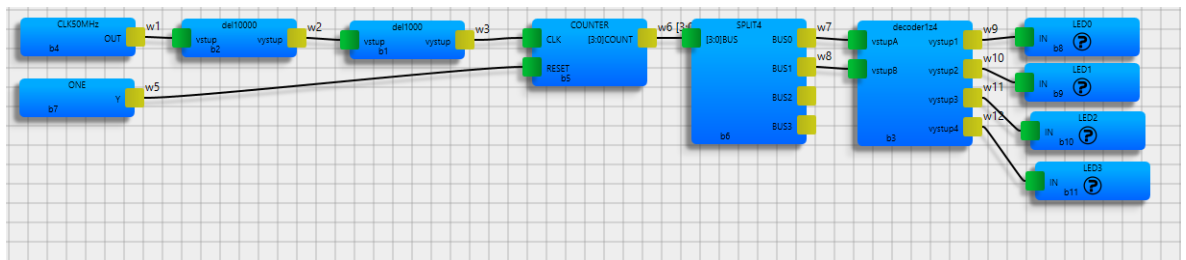 CLK50MHz
OUT
b4
w1
del10000
vstup
vystup
b2
w2
del1000
vstup
vystup
b1
w3
COUNTER
CLK
[3:0]COUNT
RESET
b5
w6 [3:0
SPLIT4
[3:0]BUS
BUS0
BUS1
BUS2
BUS3
b6
w7
w8
decoder1z4
vstupA
vystup1
vstupB
vystup2
vystup3
vystup4
b3
w9
w10
w11
w12
LED0
IN
b8
?
LED1
IN
b9
?
LED2
IN
b10
?
LED3
IN
b11
?
ONE
Y
b7
w5